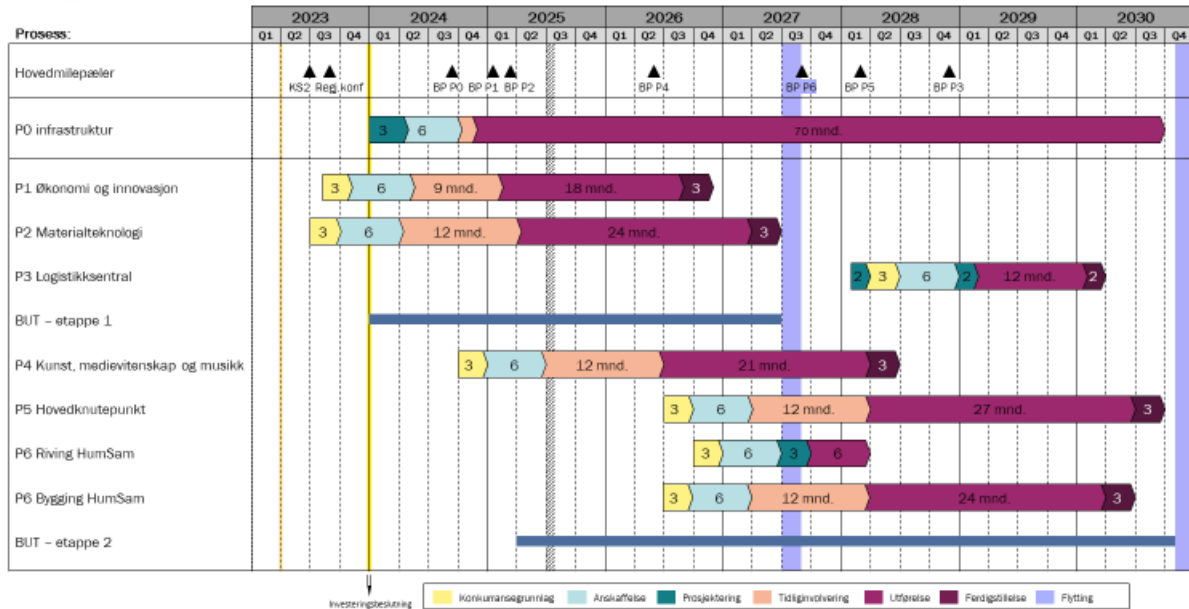 2023 2024 2025 2026 2027 2028 2029 2030
Prosess: Q1 Q2 Q3 Q4 Q1 Q2 Q3 Q4 Q1 Q2 Q3 Q4 Q1 Q2 Q3 Q4 Q1 Q2 Q3 Q4 Q1 Q2 Q3 Q4 Q1 Q2 Q3 Q4 Q1 Q2 Q3 Q4
Hovedmilepæler
KS2 Regj.konf BP P0 BP P1 BP P2 BP P4 BP P6 BP P5 BP P3
P0 infrastruktur 3 6 70 mnd.
P1 Økonomi og innovasjon 3 6 9 mnd. 18 mnd. 3
P2 Materialteknologi 3 6 12 mnd. 24 mnd. 3
P3 Logistikksentral 2 3 6 2 12 mnd. 2
BUT – etappe 1
P4 Kunst, medievitenskap og musikk 3 6 12 mnd. 21 mnd. 3
P5 Hovedknutepunkt 3 6 12 mnd. 27 mnd. 3
P6 Riving HumSam 3 6 3 6
P6 Bygging HumSam 3 6 12 mnd. 24 mnd. 3
BUT – etappe 2
Investeringsbeslutning
Konkurransegrunnlag Anskaffelse Prosjektering Tidliginvolvering Utførelse Ferdigstillelse Flytting